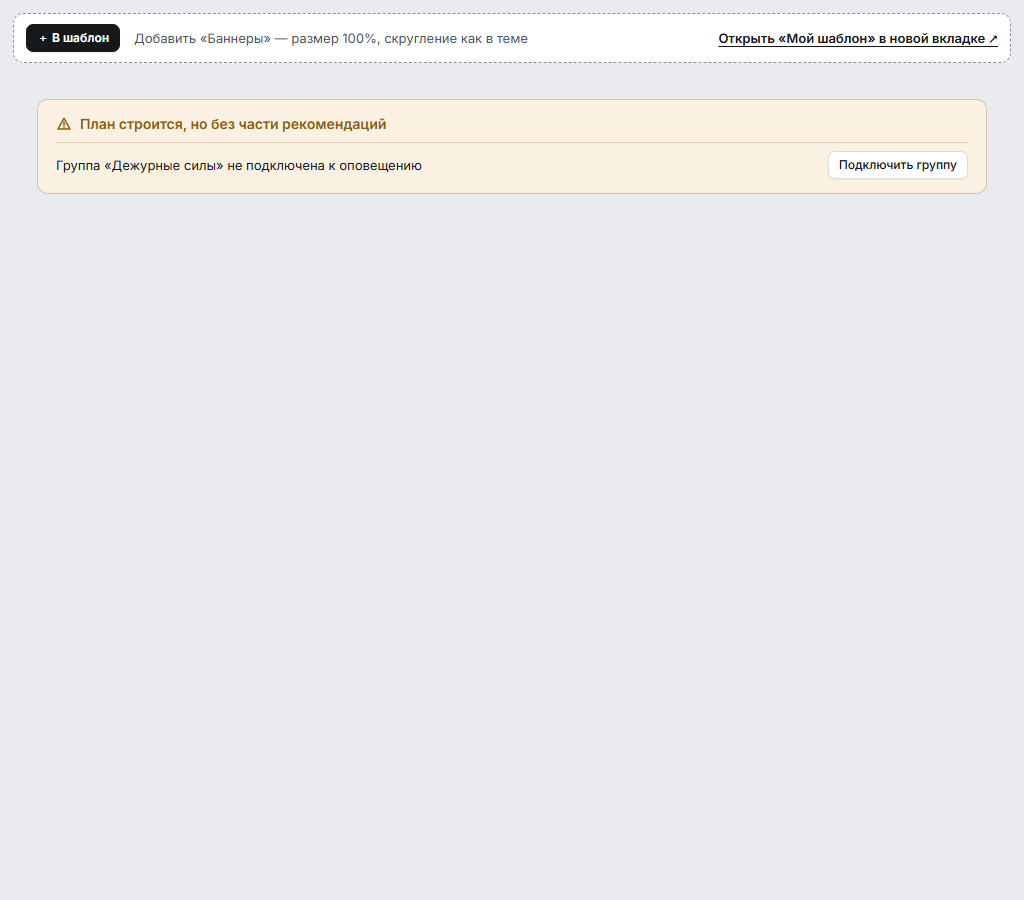 + В шаблон
Добавить «Баннеры» — размер 100%, скругление как в теме
Открыть «Мой шаблон» в новой вкладке ↗
План строится, но без части рекомендаций
Группа «Дежурные силы» не подключена к оповещению
Подключить группу